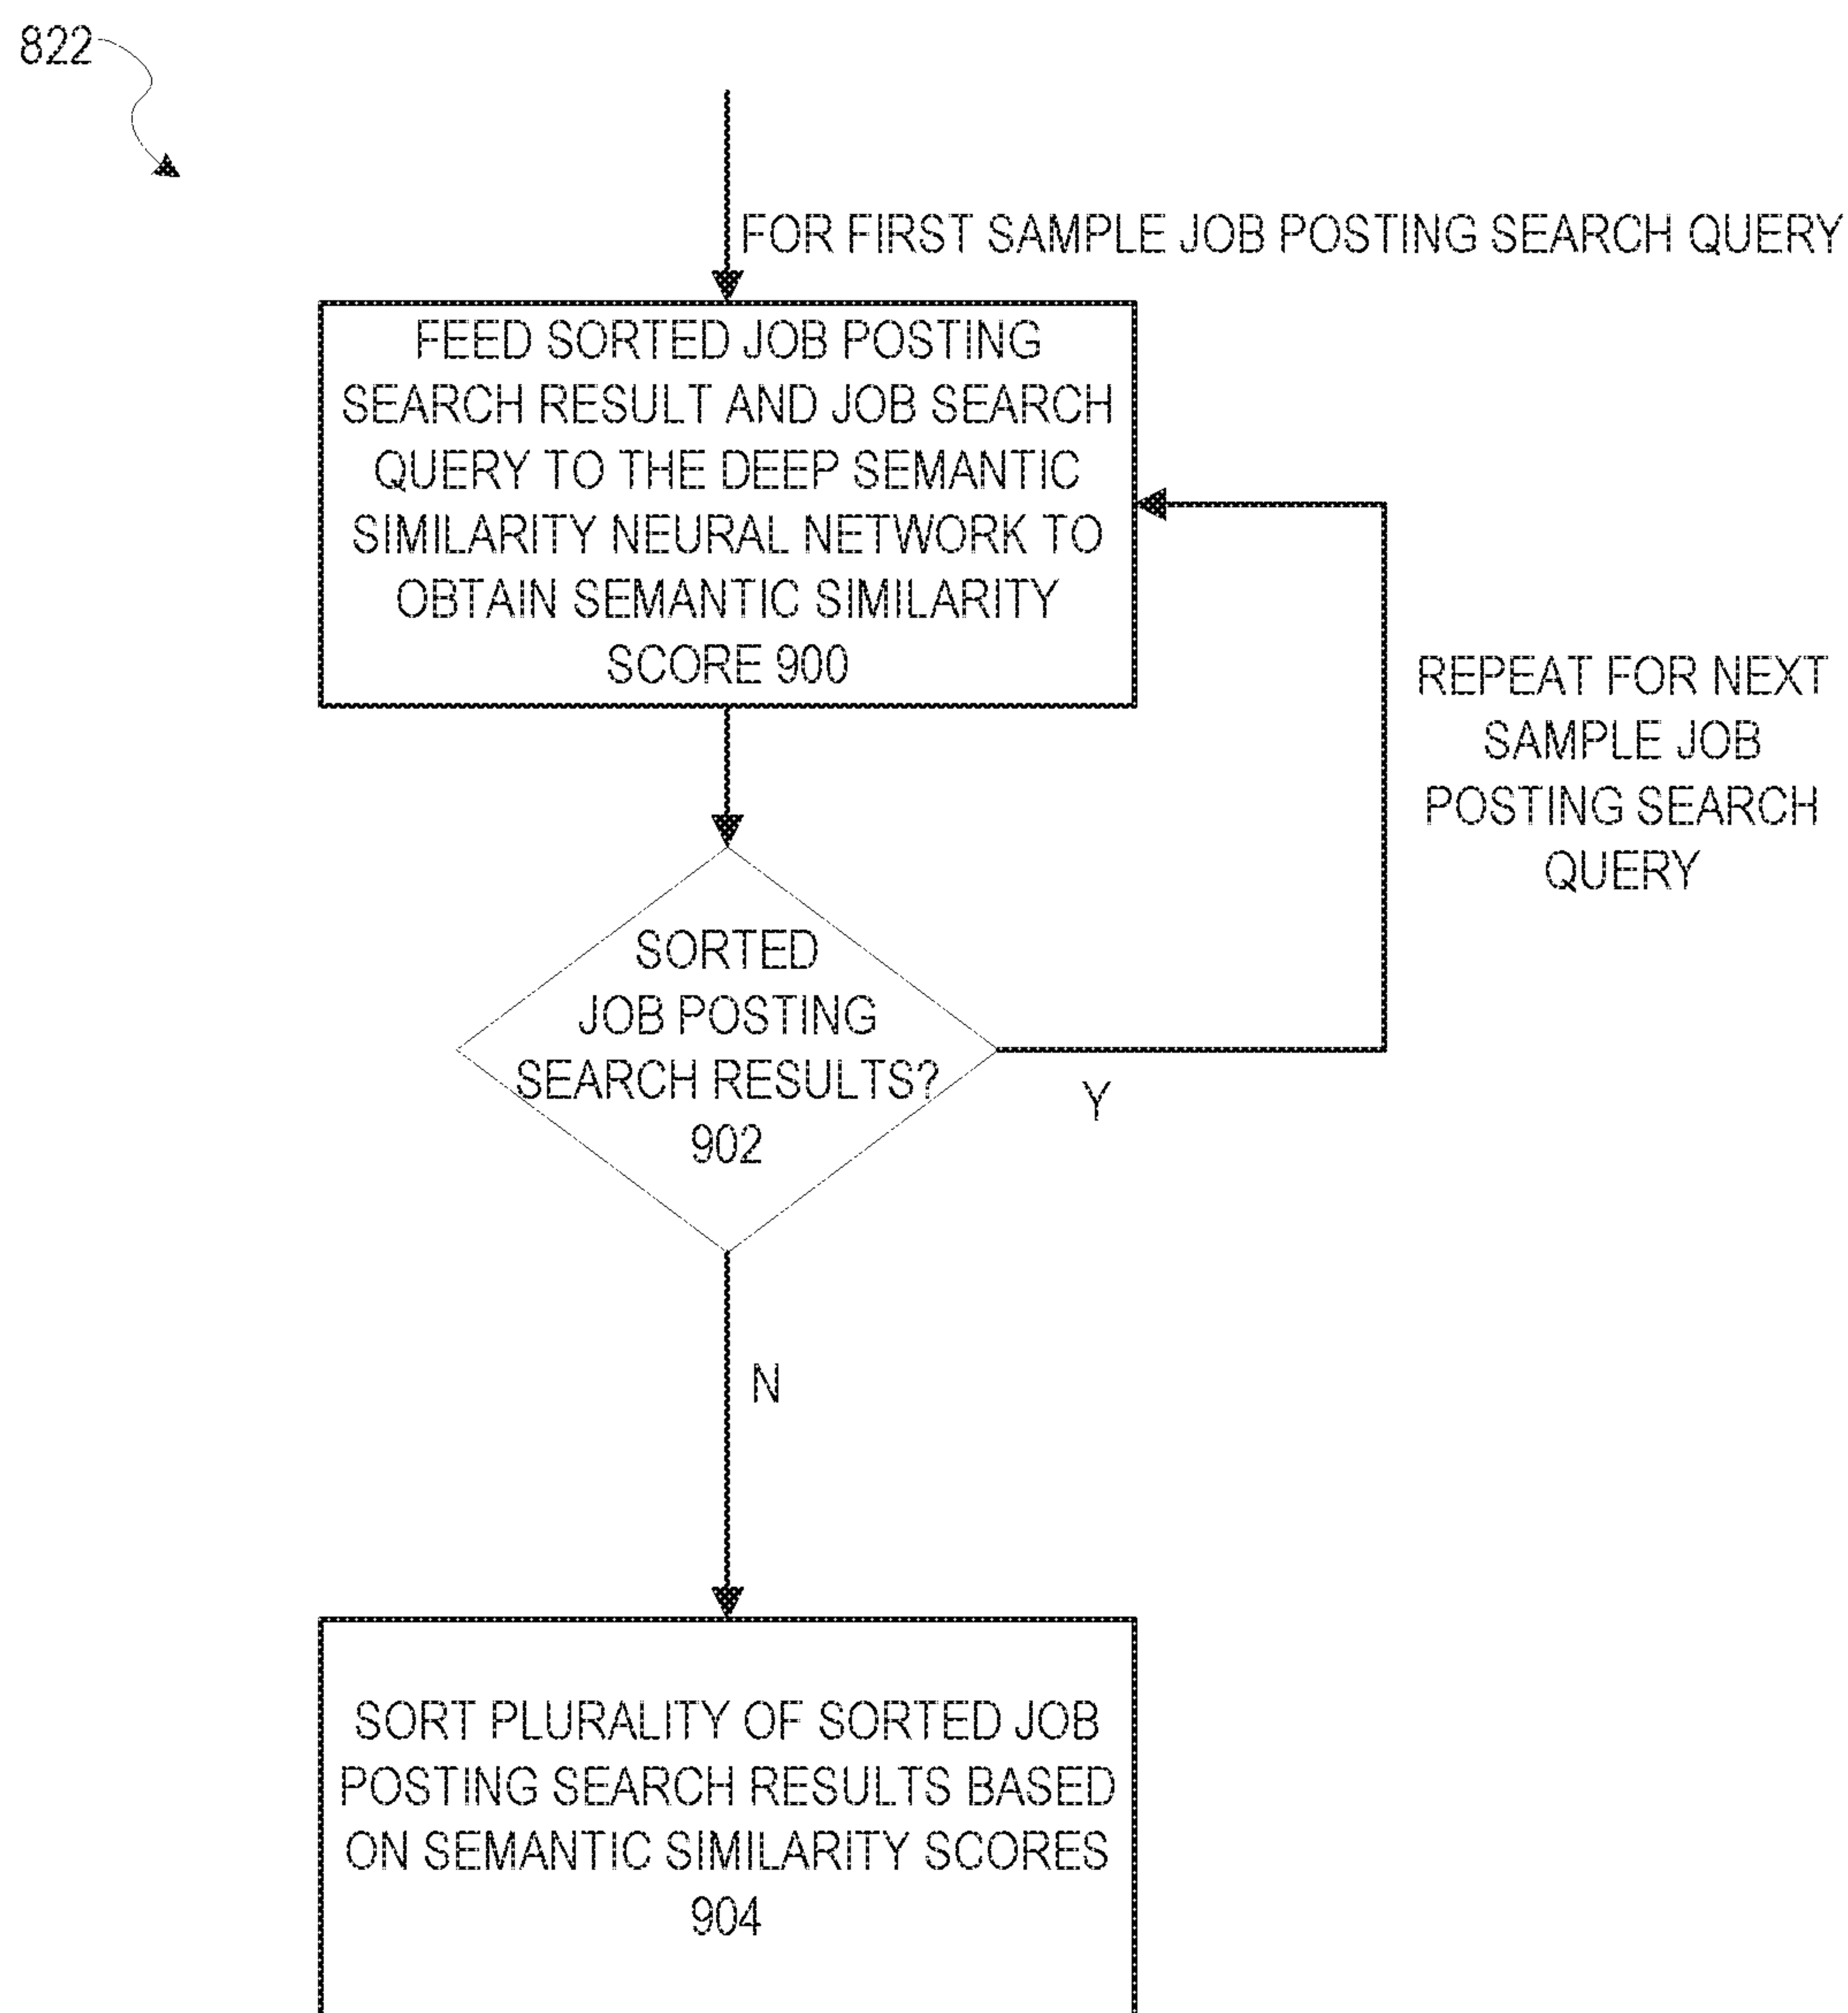 822
FOR FIRST SAMPLE JOB POSTING SEARCH QUERY
FEED SORTED JOB POSTING
SEARCH RESULT AND JOB SEARCH
QUERY TO THE DEEP SEMANTIC
SIMILARITY NEURAL NETWORK TO
OBTAIN SEMANTIC SIMILARITY
SCORE 900
REPEAT FOR NEXT
SAMPLE JOB
POSTING SEARCH
QUERY
SORTED
JOB POSTING
SEARCH RESULTS?
902
Y
N
SORT PLURALITY OF SORTED JOB
POSTING SEARCH RESULTS BASED
ON SEMANTIC SIMILARITY SCORES
904